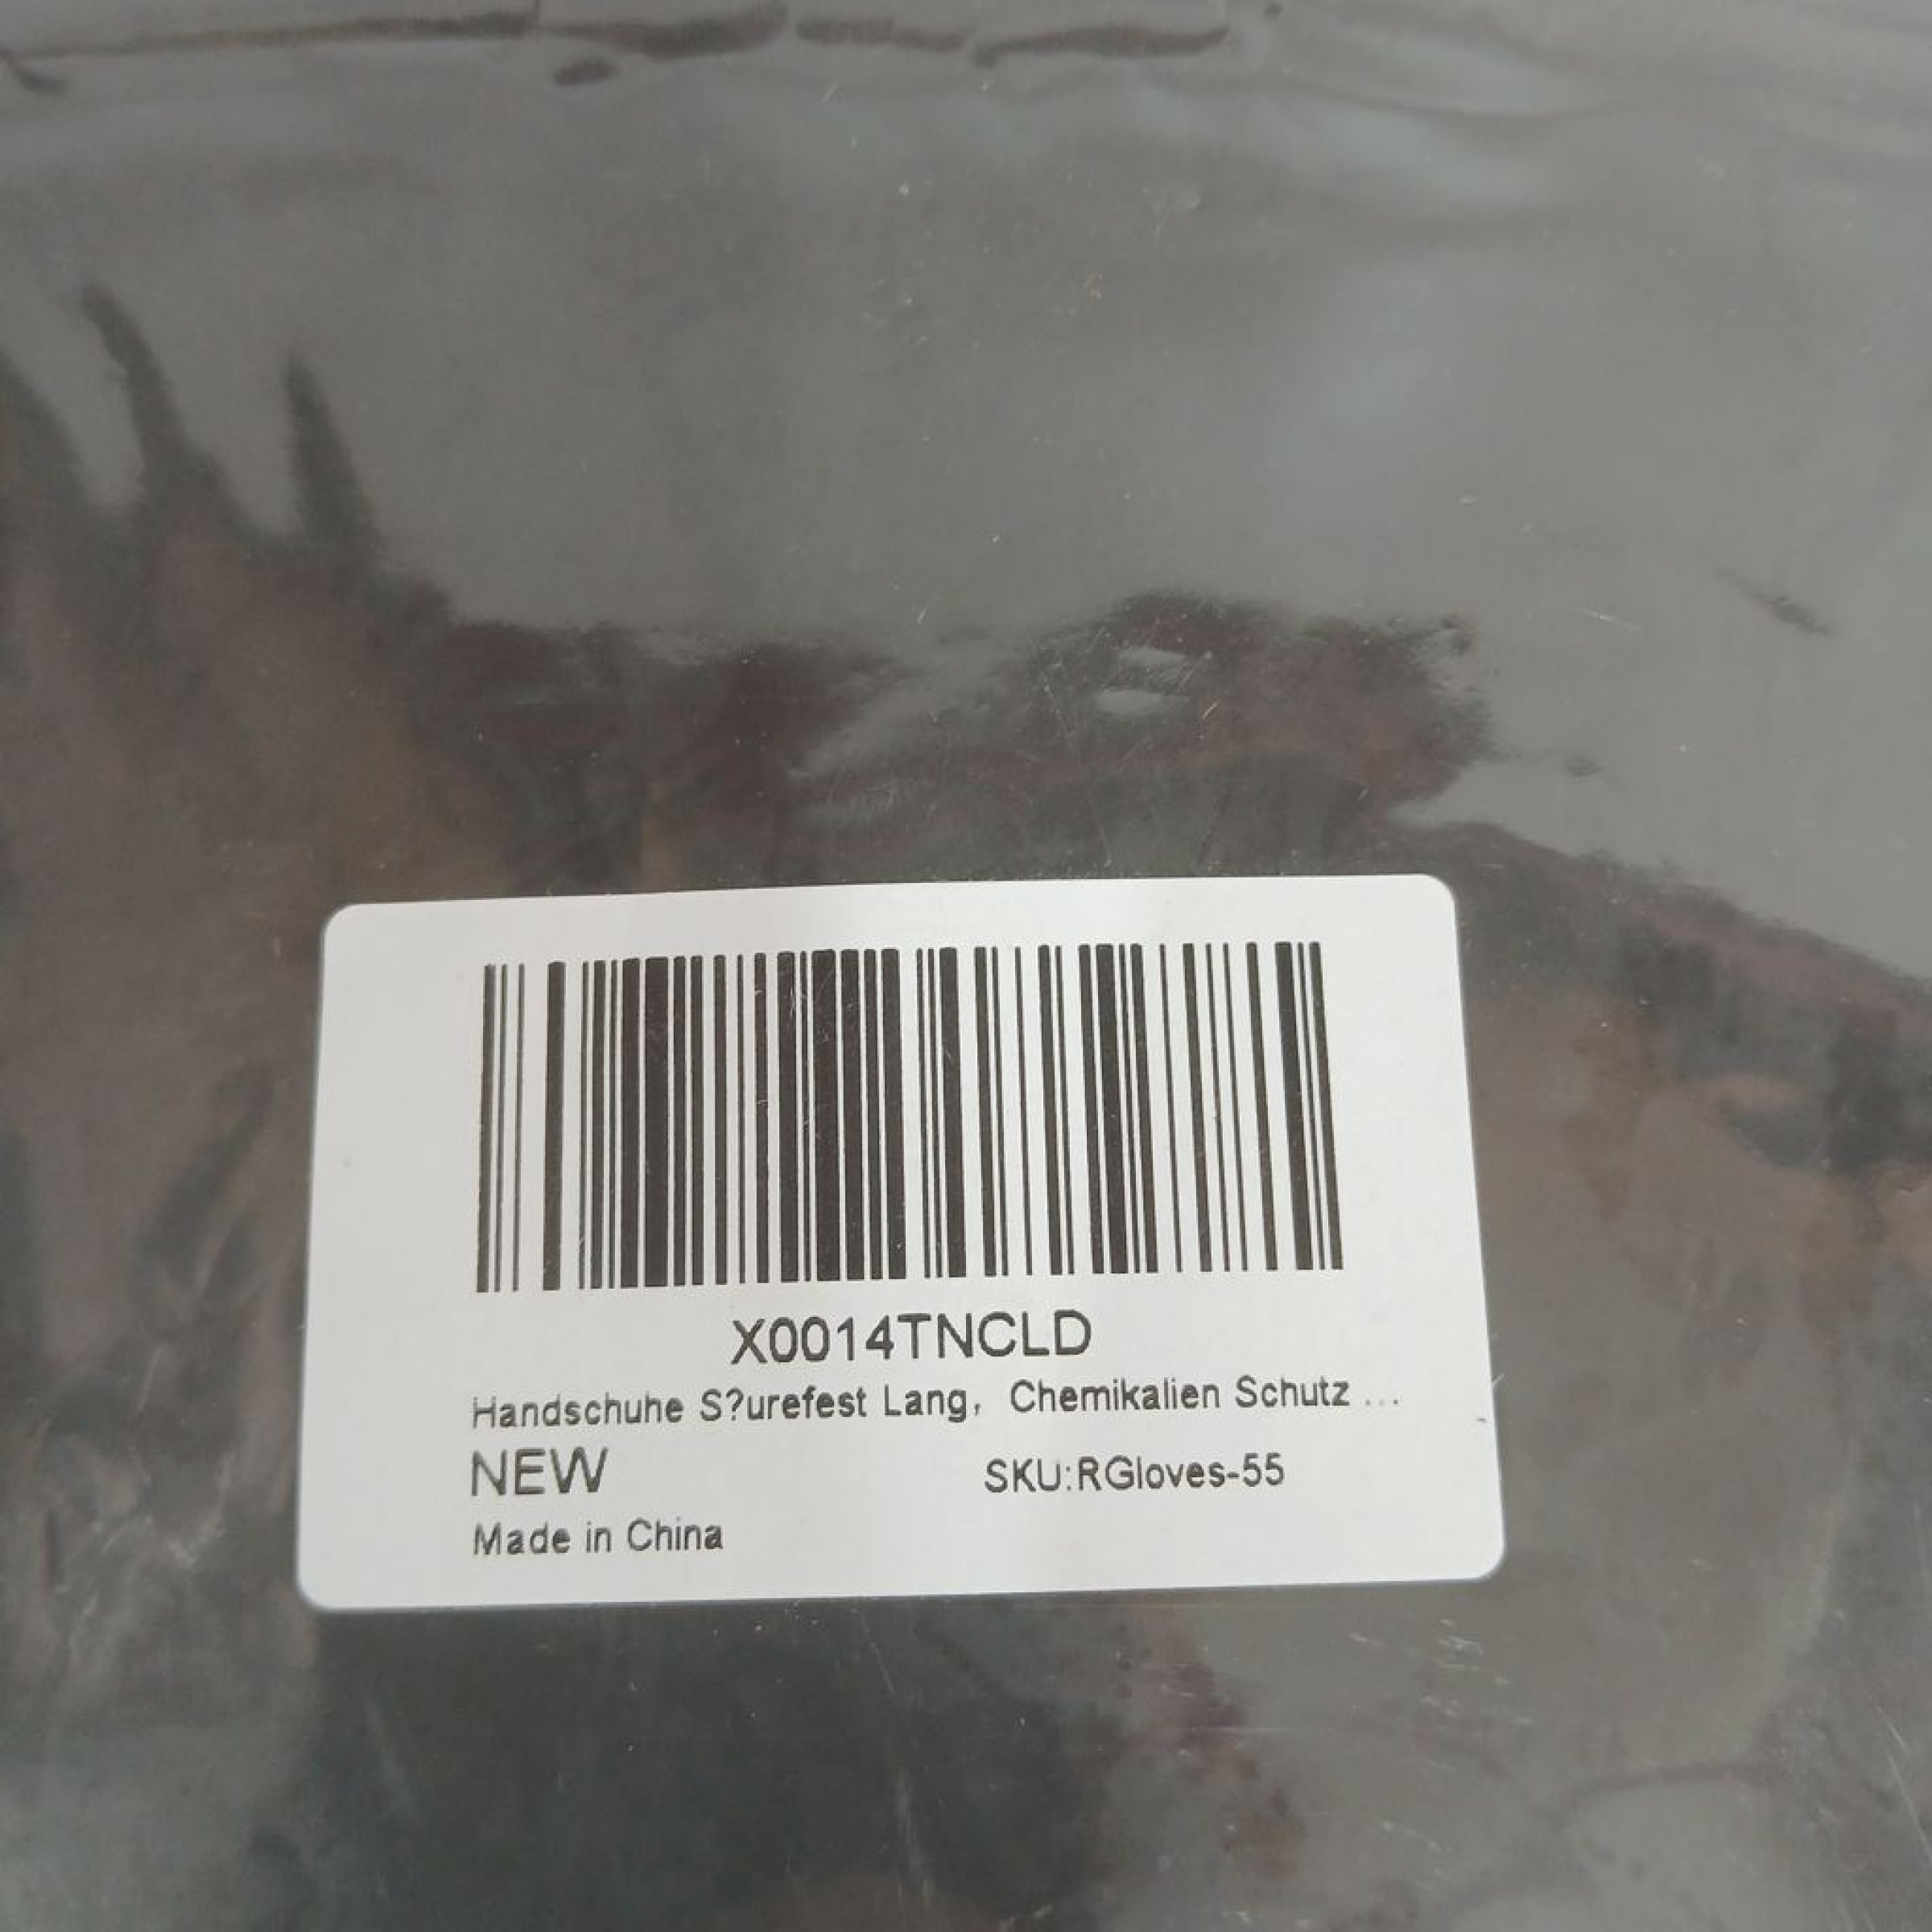 X0014TNCLD
Handschuhe S?urefest Lang, Chemikalien Schutz ...
NEW
SKU:RGloves-55
Made in China